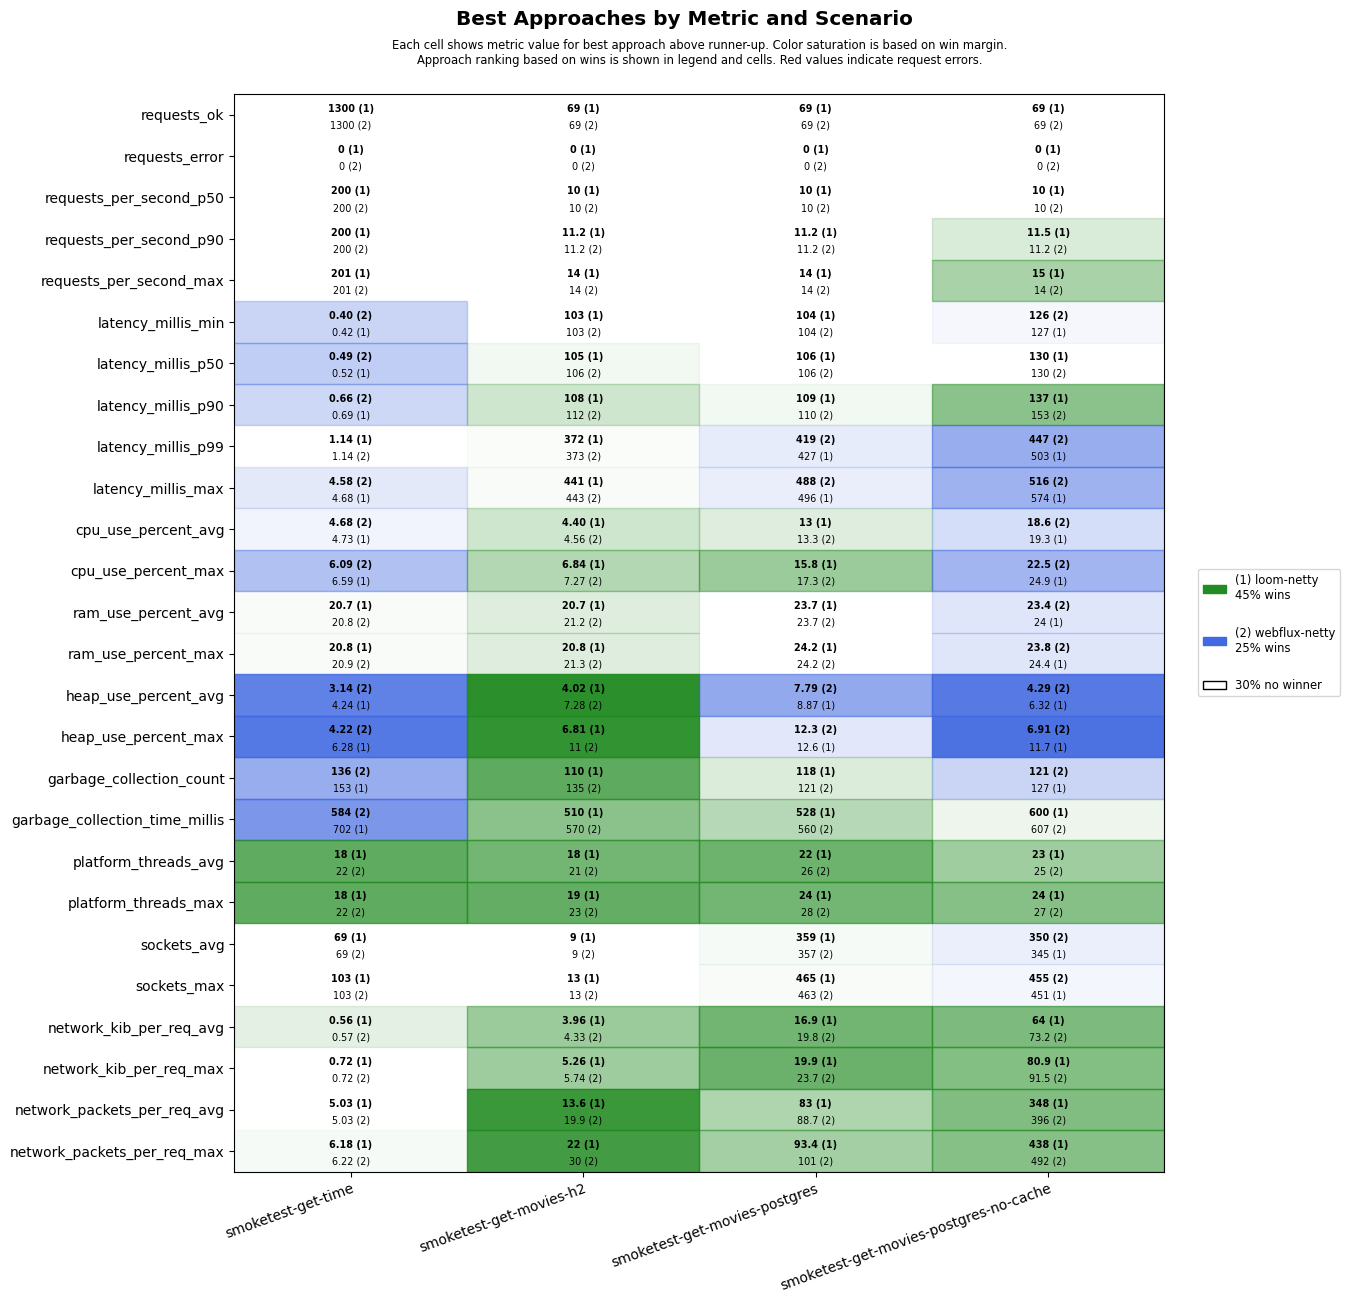 Best Approaches by Metric and Scenario
Each cell shows metric value for best approach above runner-up. Color saturation is based on win margin.
Approach ranking based on wins is shown in legend and cells. Red values indicate request errors.
requests_ok
1300 (1) 69 (1) 69 (1) 69 (1)
1300 (2) 69 (2) 69 (2) 69 (2)
requests_error
0 (1) 0 (1) 0 (1) 0 (1)
0 (2) 0 (2) 0 (2) 0 (2)
requests_per_second_p50
200 (1) 10 (1) 10 (1) 10 (1)
200 (2) 10 (2) 10 (2) 10 (2)
requests_per_second_p90
200 (1) 11.2 (1) 11.2 (1) 11.5 (1)
200 (2) 11.2 (2) 11.2 (2) 11.2 (2)
requests_per_second_max
201 (1) 14 (1) 14 (1) 15 (1)
201 (2) 14 (2) 14 (2) 14 (2)
latency_millis_min
0.40 (2) 103 (1) 104 (1) 126 (2)
0.42 (1) 103 (2) 104 (2) 127 (1)
latency_millis_p50
0.49 (2) 105 (1) 106 (1) 130 (1)
0.52 (1) 106 (2) 106 (2) 130 (2)
latency_millis_p90
0.66 (2) 108 (1) 109 (1) 137 (1)
0.69 (1) 112 (2) 110 (2) 153 (2)
latency_millis_p99
1.14 (1) 372 (1) 419 (2) 447 (2)
1.14 (2) 373 (2) 427 (1) 503 (1)
latency_millis_max
4.58 (2) 441 (1) 488 (2) 516 (2)
4.68 (1) 443 (2) 496 (1) 574 (1)
cpu_use_percent_avg
4.68 (2) 4.40 (1) 13 (1) 18.6 (2)
4.73 (1) 4.56 (2) 13.3 (2) 19.3 (1)
cpu_use_percent_max
6.09 (2) 6.84 (1) 15.8 (1) 22.5 (2)
6.59 (1) 7.27 (2) 17.3 (2) 24.9 (1)
ram_use_percent_avg
20.7 (1) 20.7 (1) 23.7 (1) 23.4 (2)
20.8 (2) 21.2 (2) 23.7 (2) 24 (1)
ram_use_percent_max
20.8 (1) 20.8 (1) 24.2 (1) 23.8 (2)
20.9 (2) 21.3 (2) 24.2 (2) 24.4 (1)
heap_use_percent_avg
3.14 (2) 4.02 (1) 7.79 (2) 4.29 (2)
4.24 (1) 7.28 (2) 8.87 (1) 6.32 (1)
heap_use_percent_max
4.22 (2) 6.81 (1) 12.3 (2) 6.91 (2)
6.28 (1) 11 (2) 12.6 (1) 11.7 (1)
garbage_collection_count
136 (2) 110 (1) 118 (1) 121 (2)
153 (1) 135 (2) 121 (2) 127 (1)
garbage_collection_time_millis
584 (2) 510 (1) 528 (1) 600 (1)
702 (1) 570 (2) 560 (2) 607 (2)
platform_threads_avg
18 (1) 18 (1) 22 (1) 23 (1)
22 (2) 21 (2) 26 (2) 25 (2)
platform_threads_max
18 (1) 19 (1) 24 (1) 24 (1)
22 (2) 23 (2) 28 (2) 27 (2)
sockets_avg
69 (1) 9 (1) 359 (1) 350 (2)
69 (2) 9 (2) 357 (2) 345 (1)
sockets_max
103 (1) 13 (1) 465 (1) 455 (2)
103 (2) 13 (2) 463 (2) 451 (1)
network_kib_per_req_avg
0.56 (1) 3.96 (1) 16.9 (1) 64 (1)
0.57 (2) 4.33 (2) 19.8 (2) 73.2 (2)
network_kib_per_req_max
0.72 (1) 5.26 (1) 19.9 (1) 80.9 (1)
0.72 (2) 5.74 (2) 23.7 (2) 91.5 (2)
network_packets_per_req_avg
5.03 (1) 13.6 (1) 83 (1) 348 (1)
5.03 (2) 19.9 (2) 88.7 (2) 396 (2)
network_packets_per_req_max
6.18 (1) 22 (1) 93.4 (1) 438 (1)
6.22 (2) 30 (2) 101 (2) 492 (2)
smoketest-get-time
smoketest-get-movies-h2
smoketest-get-movies-postgres
smoketest-get-movies-postgres-no-cache
(1) loom-netty
45% wins
(2) webflux-netty
25% wins
30% no winner